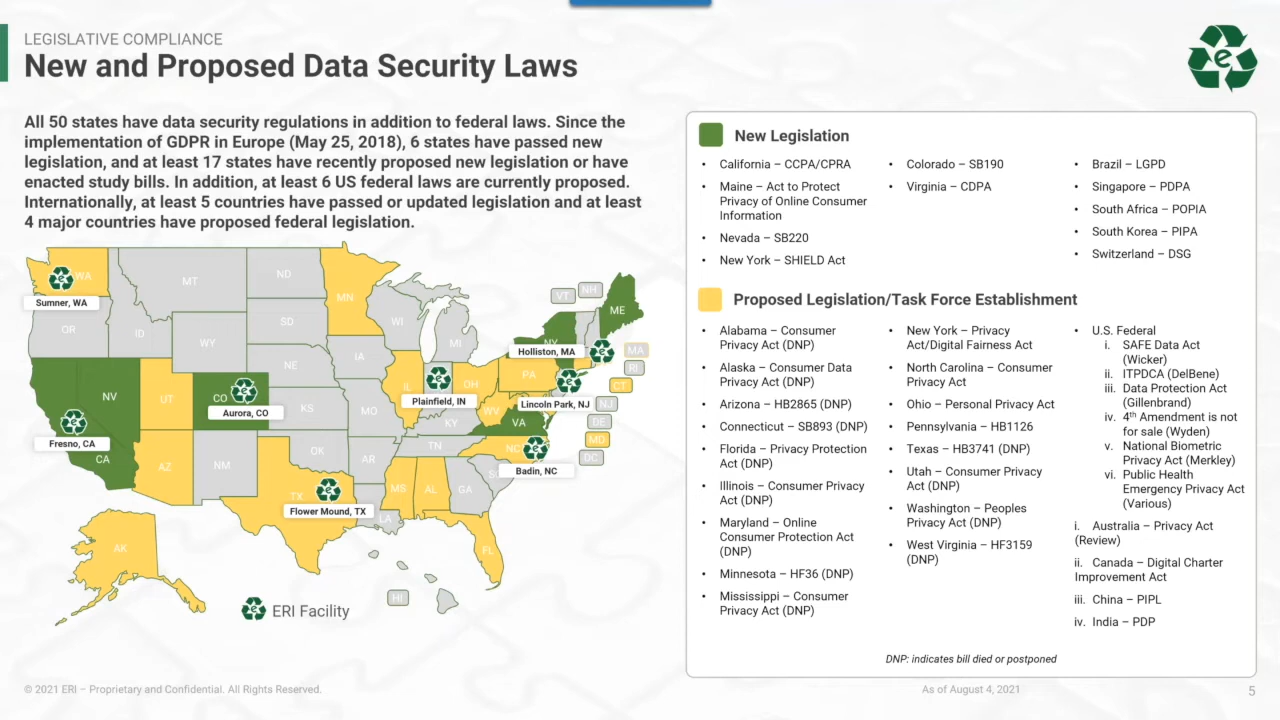 LEGISLATIVE COMPLIANCE
New and Proposed Data Security Laws
All 50 states have data security regulations in addition to federal laws. Since the
implementation of GDPR in Europe (May 25, 2018), 6 states have passed new
legislation, and at least 17 states have recently proposed new legislation or have
enacted study bills. In addition, at least 6 US federal laws are currently proposed.
Internationally, at least 5 countries have passed or updated legislation and at least
4 major countries have proposed federal legislation.
WA
MT
ND
MN
VT
NH
ME
Sumner, WA
OR
ID
SD
WI
MI
NY
WY
Holliston, MA
MA
IA
NE
RI
PA
CT
NV
UT
CO
IL
OH
Plainfield, IN
Lincoln Park, NJ
NJ
Aurora, CO
KS
MO
WV
KY
VA
DE
Fresno, CA
CA
MD
AZ
NM
OK
AR
TN
NC
DC
Badin, NC
SC
TX
MS
AL
GA
Flower Mound, TX
LA
FL
AK
HI
e
ERI Facility
New Legislation
• California – CCPA/CPRA
• Maine – Act to Protect
Privacy of Online Consumer
Information
• Nevada – SB220
• New York – SHIELD Act
• Colorado – SB190
• Virginia – CDPA
• Brazil – LGPD
• Singapore – PDPA
• South Africa – POPIA
• South Korea – PIPA
• Switzerland – DSG
Proposed Legislation/Task Force Establishment
• Alabama – Consumer
Privacy Act (DNP)
• Alaska – Consumer Data
Privacy Act (DNP)
• Arizona – HB2865 (DNP)
• Connecticut – SB893 (DNP)
• Florida – Privacy Protection
Act (DNP)
• Illinois – Consumer Privacy
Act (DNP)
• Maryland – Online
Consumer Protection Act
(DNP)
• Minnesota – HF36 (DNP)
• Mississippi – Consumer
Privacy Act (DNP)
• New York – Privacy
Act/Digital Fairness Act
• North Carolina – Consumer
Privacy Act
• Ohio – Personal Privacy Act
• Pennsylvania – HB1126
• Texas – HB3741 (DNP)
• Utah – Consumer Privacy
Act (DNP)
• Washington – Peoples
Privacy Act (DNP)
• West Virginia – HF3159
(DNP)
• U.S. Federal
i. SAFE Data Act
(Wicker)
ii. ITPDCA (DelBene)
iii. Data Protection Act
(Gillenbrand)
iv. 4th Amendment is not
for sale (Wyden)
v. National Biometric
Privacy Act (Merkley)
vi. Public Health
Emergency Privacy Act
(Various)
i. Australia – Privacy Act
(Review)
ii. Canada – Digital Charter
Improvement Act
iii. China – PIPL
iv. India – PDP
DNP: indicates bill died or postponed
© 2021 ERI – Proprietary and Confidential. All Rights Reserved.
As of August 4, 2021
5